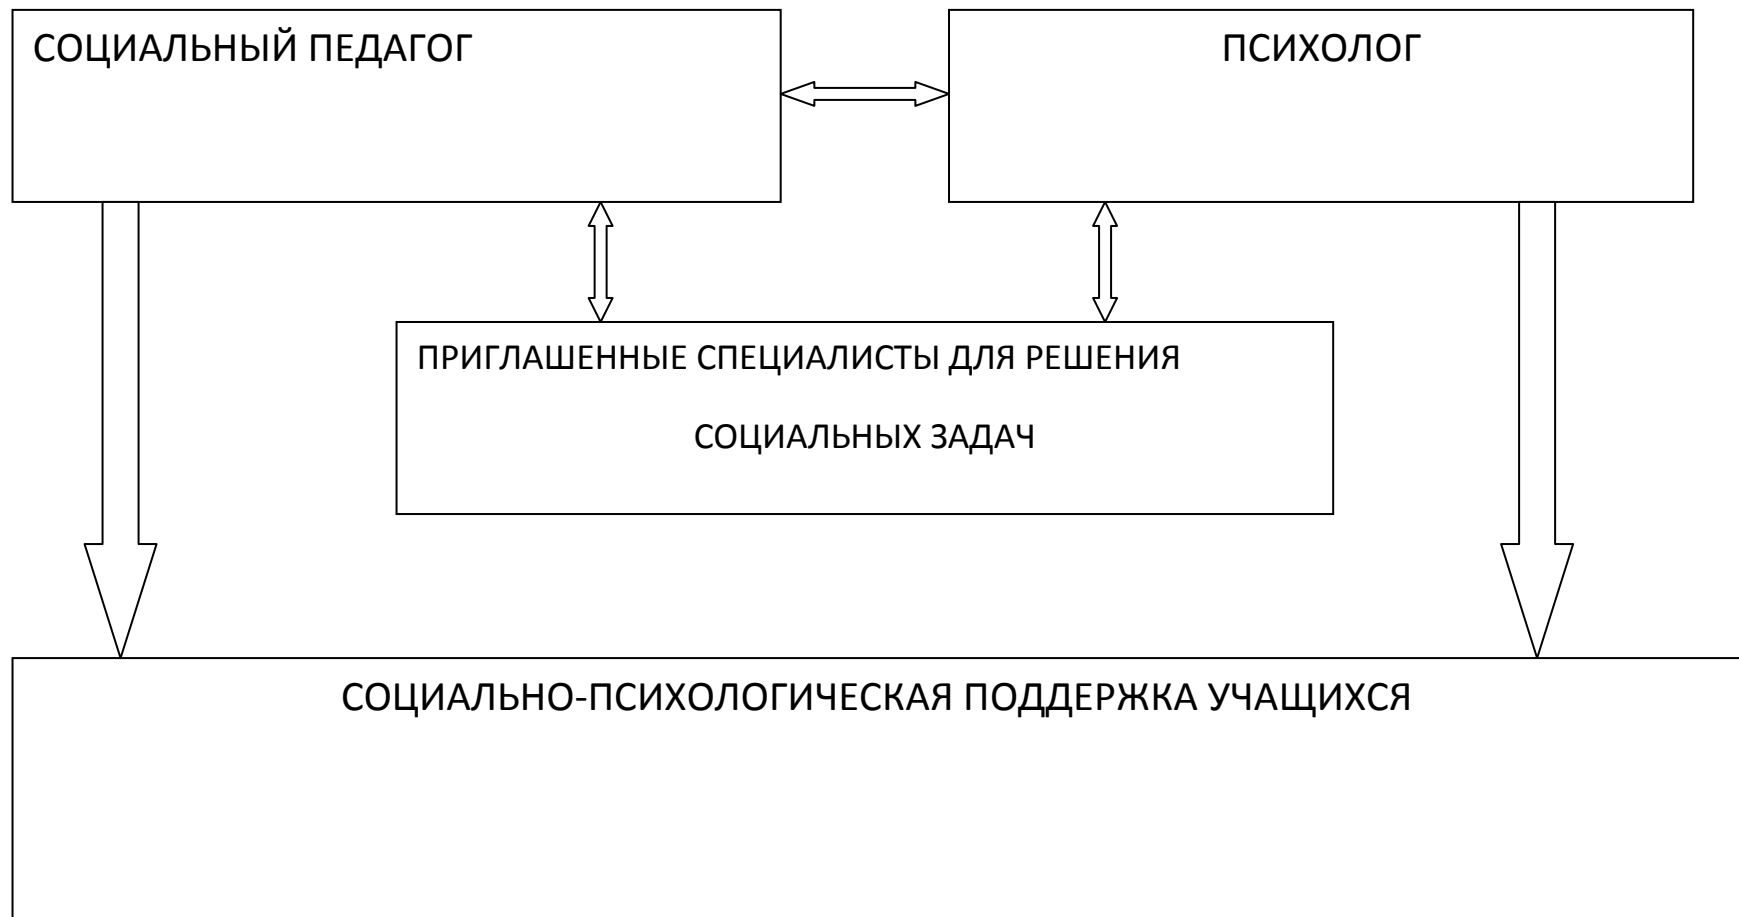 СОЦИАЛЬНЫЙ ПЕДАГОГ
ПСИХОЛОГ
ПРИГЛАШЕННЫЕ СПЕЦИАЛИСТЫ ДЛЯ РЕШЕНИЯ
СОЦИАЛЬНЫХ ЗАДАЧ
СОЦИАЛЬНО-ПСИХОЛОГИЧЕСКАЯ ПОДДЕРЖКА УЧАЩИХСЯ